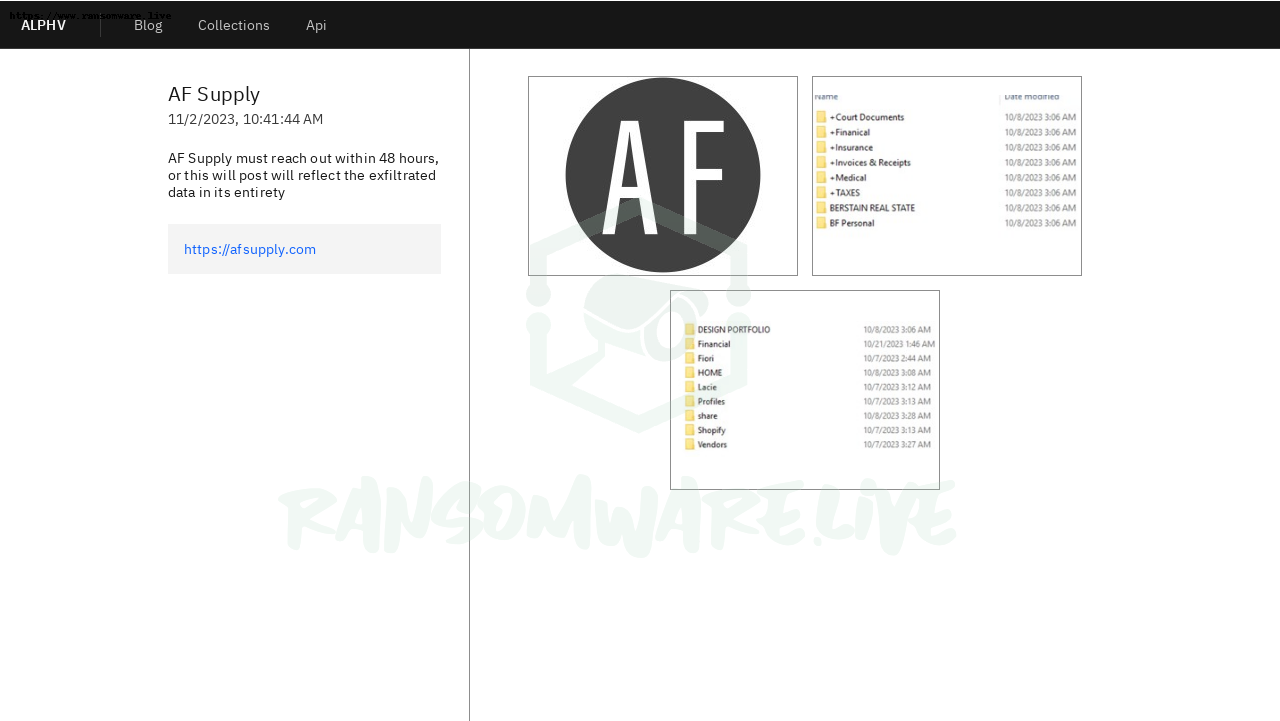 https://www.ransomware.live
ALPHV
Blog
Collections
Api
AF Supply
11/2/2023, 10:41:44 AM
AF Supply must reach out within 48 hours,
or this will post will reflect the exfiltrated
data in its entirety
https://afsupply.com
AF
Name Date modified
+Court Documents 10/8/2023 3:06 AM
+Finanical 10/8/2023 3:06 AM
+Insurance 10/8/2023 3:06 AM
+Invoices & Receipts 10/8/2023 3:06 AM
+Medical 10/8/2023 3:06 AM
+TAXES 10/8/2023 3:06 AM
BERSTAIN REAL STATE 10/8/2023 3:06 AM
BF Personal 10/8/2023 3:06 AM
DESIGN PORTFOLIO 10/8/2023 3:06 AM
Financial 10/21/2023 1:46 AM
Fiori 10/7/2023 2:44 AM
HOME 10/8/2023 3:08 AM
Lacie 10/7/2023 3:12 AM
Profiles 10/7/2023 3:13 AM
share 10/8/2023 3:28 AM
Shopify 10/7/2023 3:13 AM
Vendors 10/7/2023 3:27 AM
RANSOMWARE.LIVE